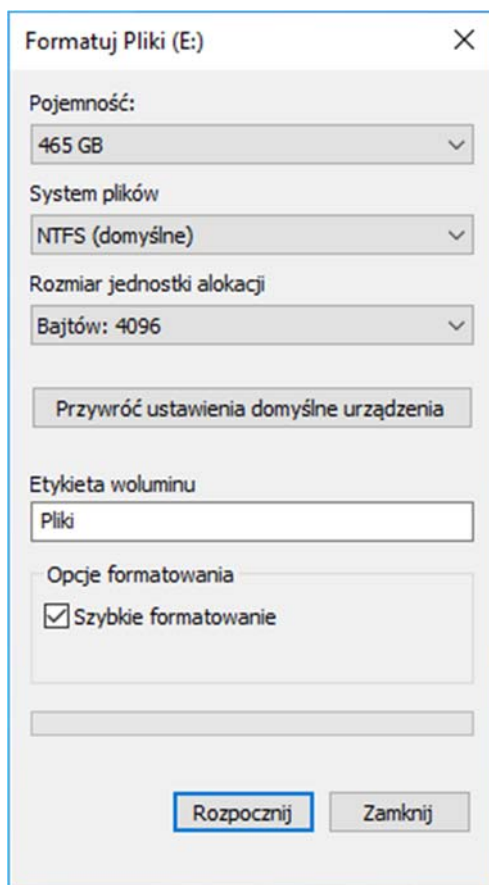 Formatuj Pliki (E:)
Pojemność:
465 GB
System plików
NTFS (domyślne)
Rozmiar jednostki alokacji
Bajtów: 4096
Przywróć ustawienia domyślne urządzenia
Etykieta woluminu
Pliki
Opcje formatowania
Szybkie formatowanie
Rozpocznij
Zamknij